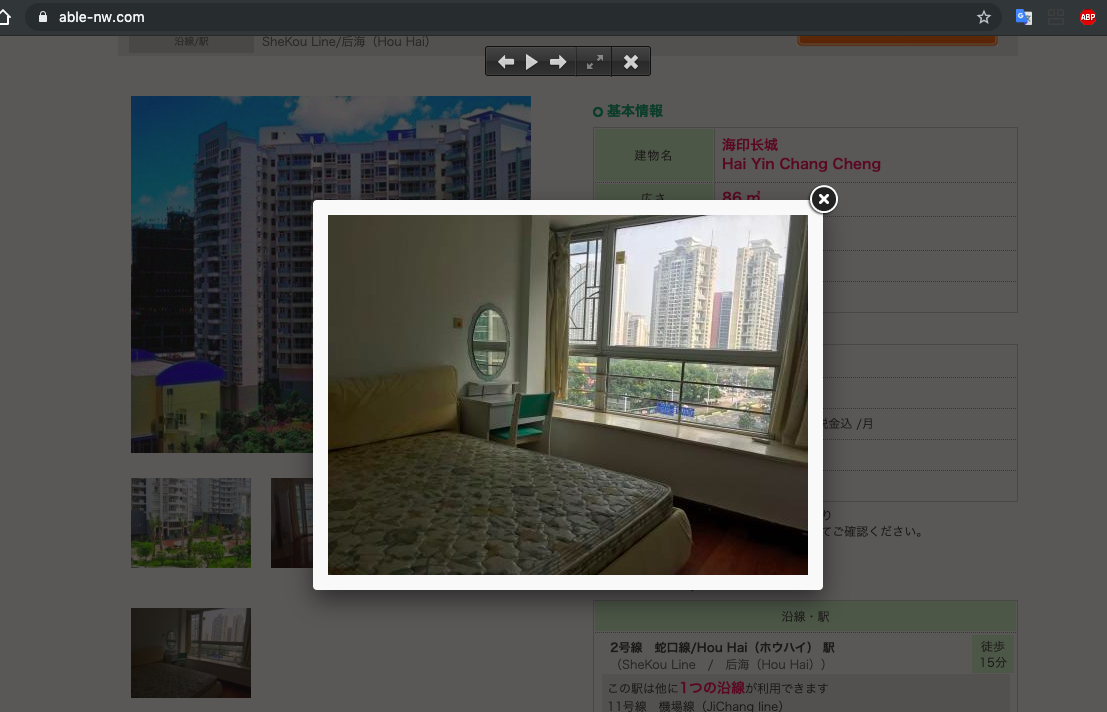 able-nw.com
ABP
沿線/駅
SheKou Line/后海（Hou Hai）
基本情報
建物名
海印长城
Hai Yin Chang Cheng
広さ
86 ㎡
税金込 /月
り
てご確認ください。
沿線・駅
2号線　蛇口線/Hou Hai（ホウハイ） 駅
（SheKou Line　/　后海（Hou Hai））
徒歩
15分
この駅は他に1つの沿線が利用できます
11号線　機場線（JiChang line）